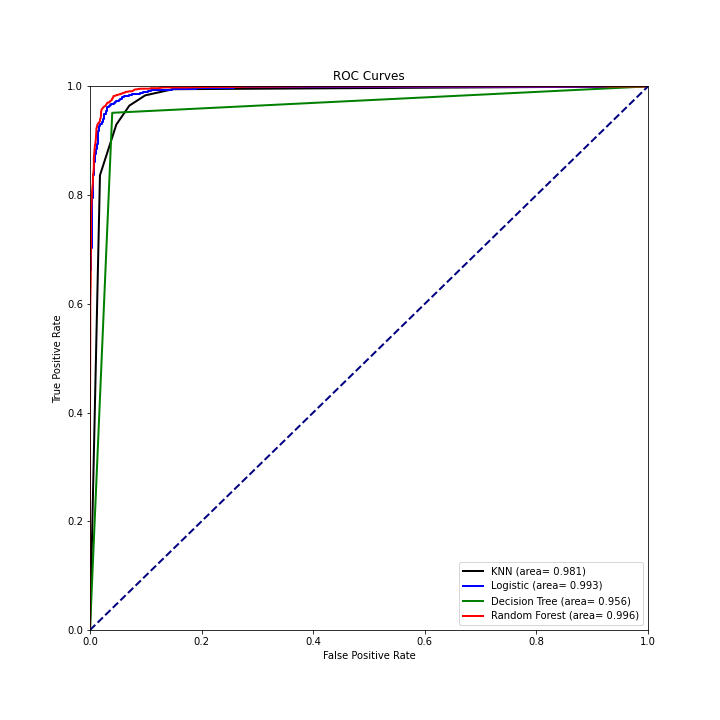 ROC Curves
1.0
0.8
0.6
0.4
0.2
0.0
True Positive Rate
0.0 0.2 0.4 0.6 0.8 1.0
False Positive Rate
KNN (area= 0.981)
Logistic (area= 0.993)
Decision Tree (area= 0.956)
Random Forest (area= 0.996)